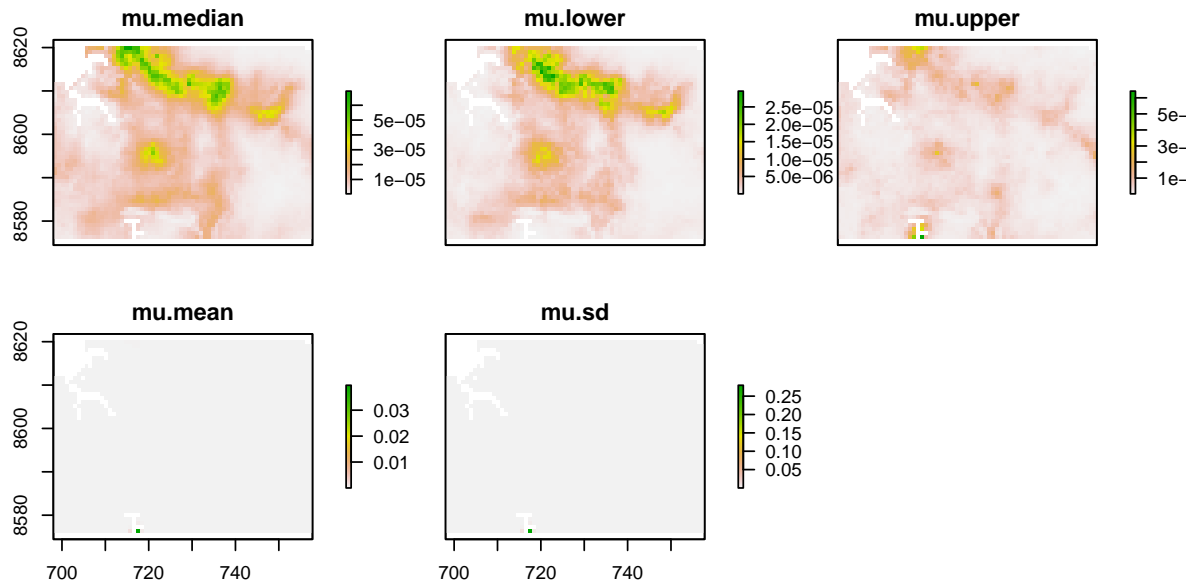 mu.median
mu.lower
mu.upper
8620
8600
8580
5e−05
3e−05
1e−05
2.5e−05
2.0e−05
1.5e−05
1.0e−05
5.0e−06
5e−
3e−
1e−
mu.mean
mu.sd
8620
8600
8580
700
720
740
0.03
0.02
0.01
700
720
740
0.25
0.20
0.15
0.10
0.05